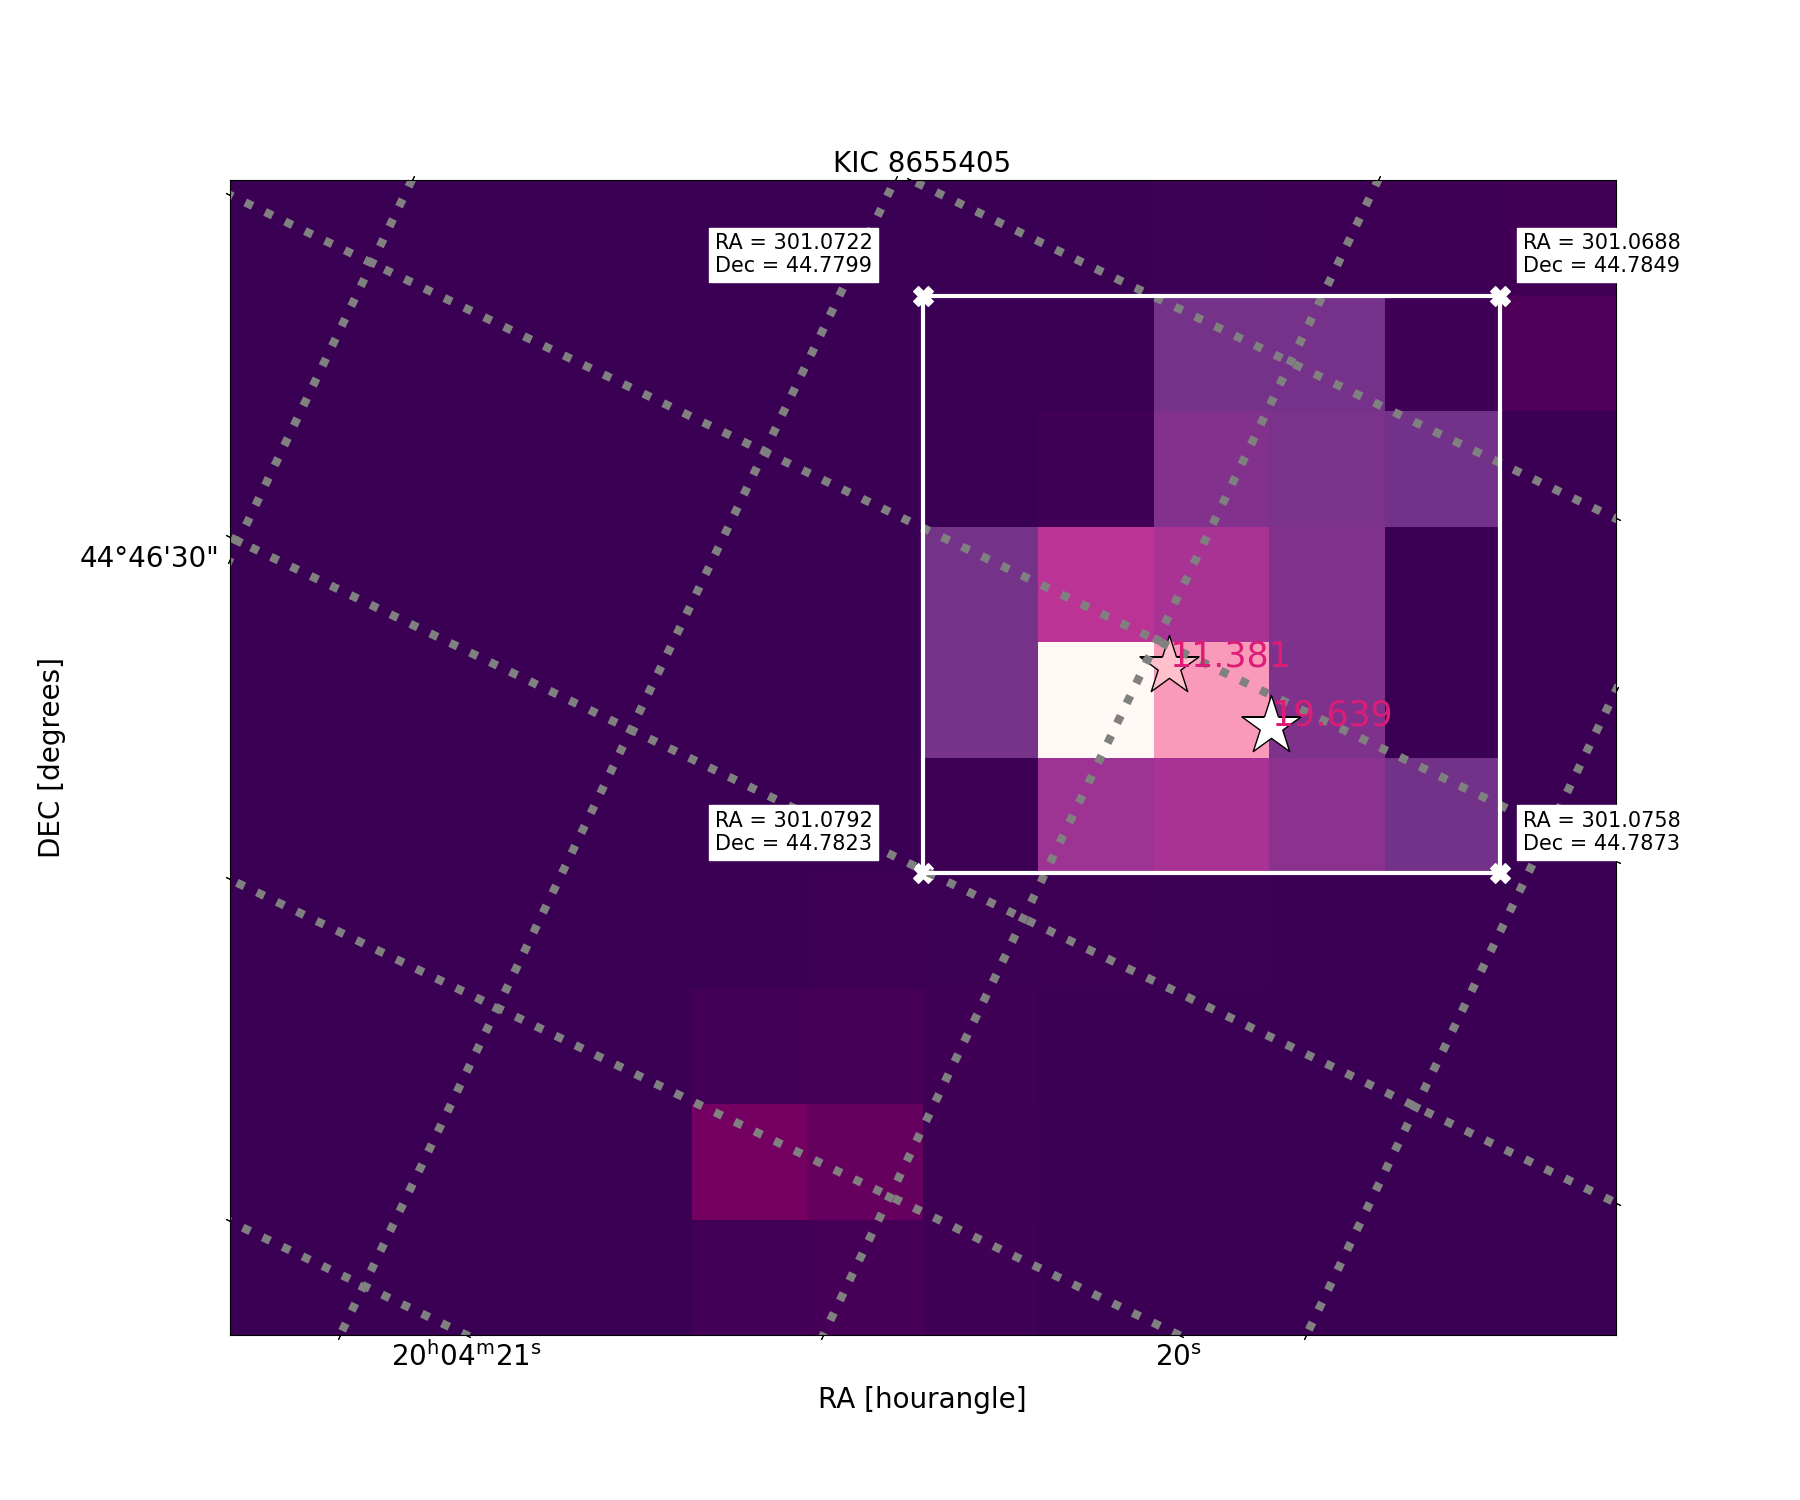 KIC 8655405
RA = 301.0722
Dec = 44.7799
RA = 301.0688
Dec = 44.7849
44°46'30"
11.381
19.639
DEC [degrees]
RA = 301.0792
Dec = 44.7823
RA = 301.0758
Dec = 44.7873
20ʰ04ᵐ21ˢ
20ˢ
RA [hourangle]